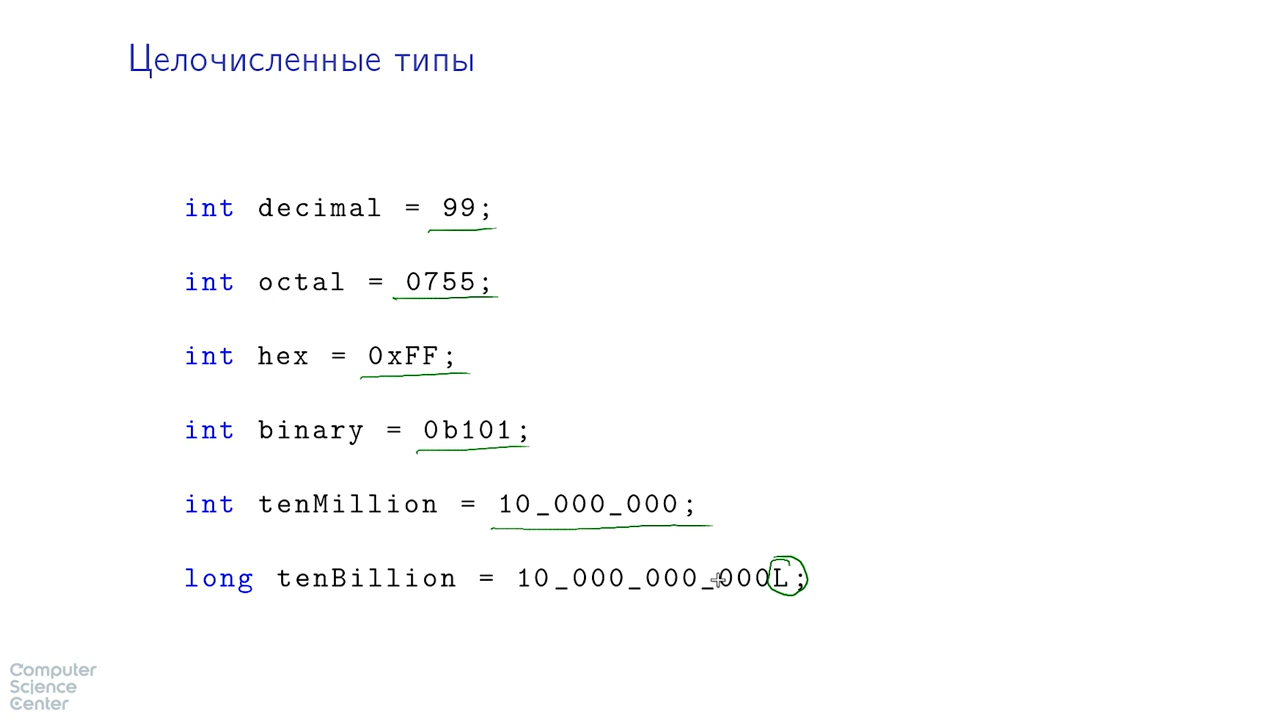 Целочисленные типы
int decimal = 99;
int octal = 0755;
int hex = 0xFF;
int binary = 0b101;
int tenMillion = 10_000_000;
long tenBillion = 10_000_000_000L;
Computer
Science
Center